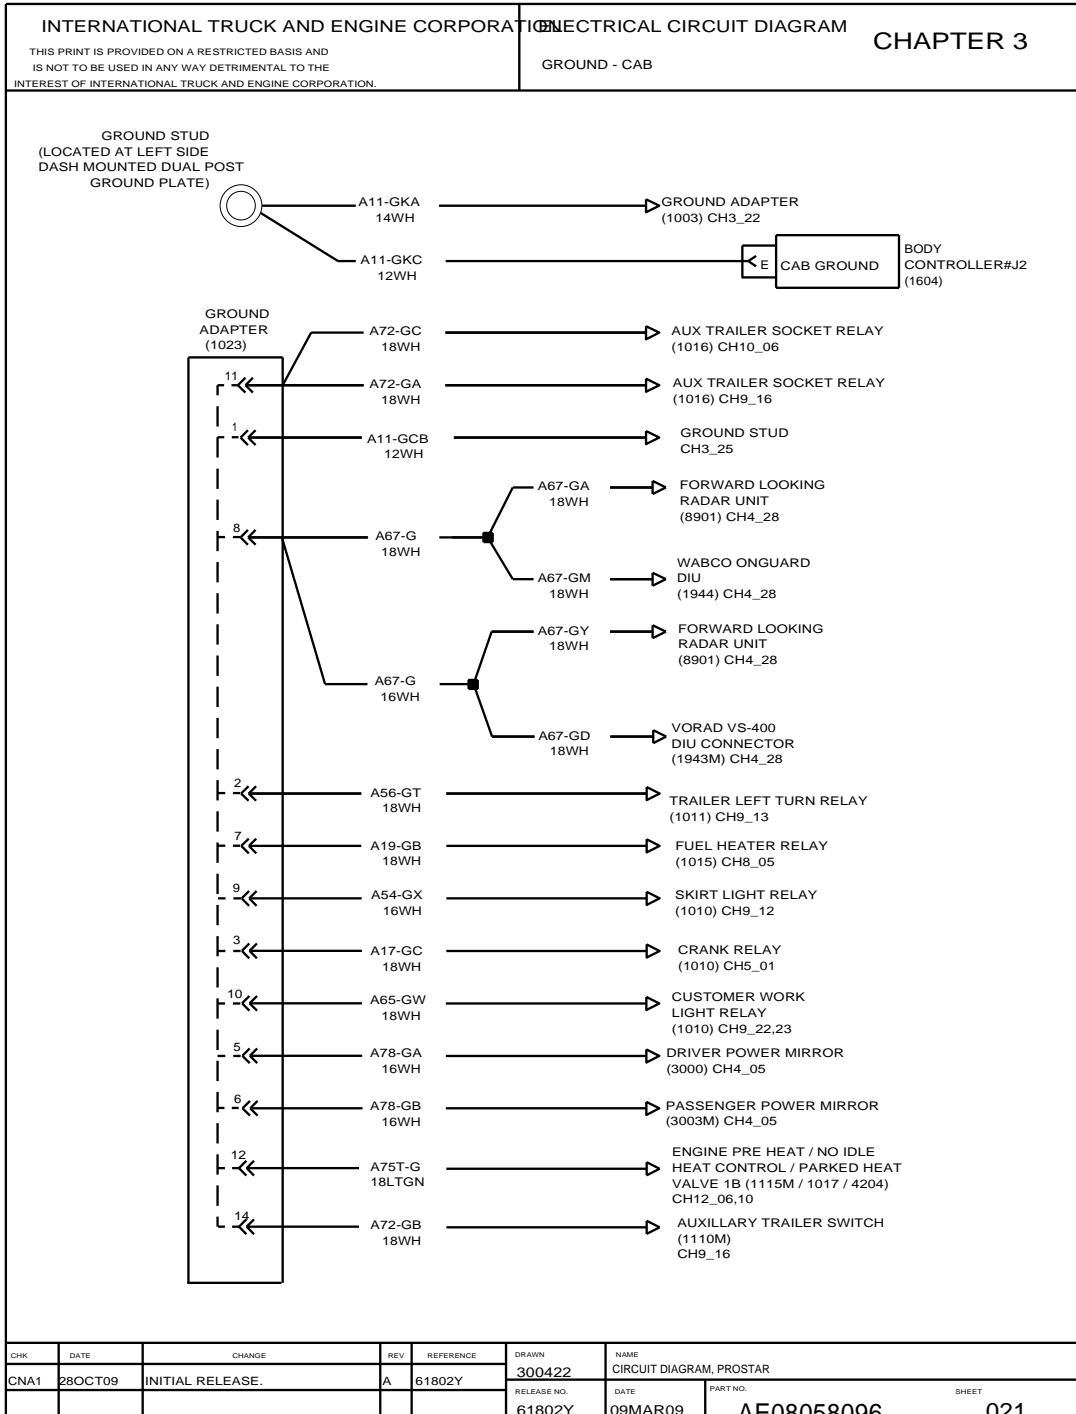 INTERNATIONAL TRUCK AND ENGINE CORPORATION
THIS PRINT IS PROVIDED ON A RESTRICTED BASIS AND
IS NOT TO BE USED IN ANY WAY DETRIMENTAL TO THE
INTEREST OF INTERNATIONAL TRUCK AND ENGINE CORPORATION.
ELECTRICAL CIRCUIT DIAGRAM
GROUND - CAB
CHAPTER 3
GROUND STUD
(LOCATED AT LEFT SIDE
DASH MOUNTED DUAL POST
GROUND PLATE)
A11-GKA
14WH
GROUND ADAPTER
(1003) CH3_22
A11-GKC
12WH
E
CAB GROUND
BODY
CONTROLLER#J2
(1604)
GROUND
ADAPTER
(1023)
A72-GC
18WH
AUX TRAILER SOCKET RELAY
(1016) CH10_06
11
A72-GA
18WH
AUX TRAILER SOCKET RELAY
(1016) CH9_16
1
A11-GCB
12WH
GROUND STUD
CH3_25
A67-GA
18WH
FORWARD LOOKING
RADAR UNIT
(8901) CH4_28
8
A67-G
18WH
A67-GM
18WH
WABCO ONGUARD
DIU
(1944) CH4_28
A67-GY
18WH
FORWARD LOOKING
RADAR UNIT
(8901) CH4_28
A67-G
16WH
A67-GD
18WH
VORAD VS-400
DIU CONNECTOR
(1943M) CH4_28
2
A56-GT
18WH
TRAILER LEFT TURN RELAY
(1011) CH9_13
7
A19-GB
18WH
FUEL HEATER RELAY
(1015) CH8_05
9
A54-GX
16WH
SKIRT LIGHT RELAY
(1010) CH9_12
3
A17-GC
18WH
CRANK RELAY
(1010) CH5_01
10
A65-GW
18WH
CUSTOMER WORK
LIGHT RELAY
(1010) CH9_22,23
5
A78-GA
16WH
DRIVER POWER MIRROR
(3000) CH4_05
6
A78-GB
16WH
PASSENGER POWER MIRROR
(3003M) CH4_05
12
A75T-G
18LTGN
ENGINE PRE HEAT / NO IDLE
HEAT CONTROL / PARKED HEAT
VALVE 1B (1115M / 1017 / 4204)
CH12_06,10
14
A72-GB
18WH
AUXILLARY TRAILER SWITCH
(1110M)
CH9_16
CHK DATE CHANGE REV REFERENCE
CNA1 28OCT09 INITIAL RELEASE. A 61802Y
DRAWN
300422
NAME
CIRCUIT DIAGRAM, PROSTAR
RELEASE NO.
61802Y
DATE
09MAR09
PART NO.
AE08058096
SHEET
021